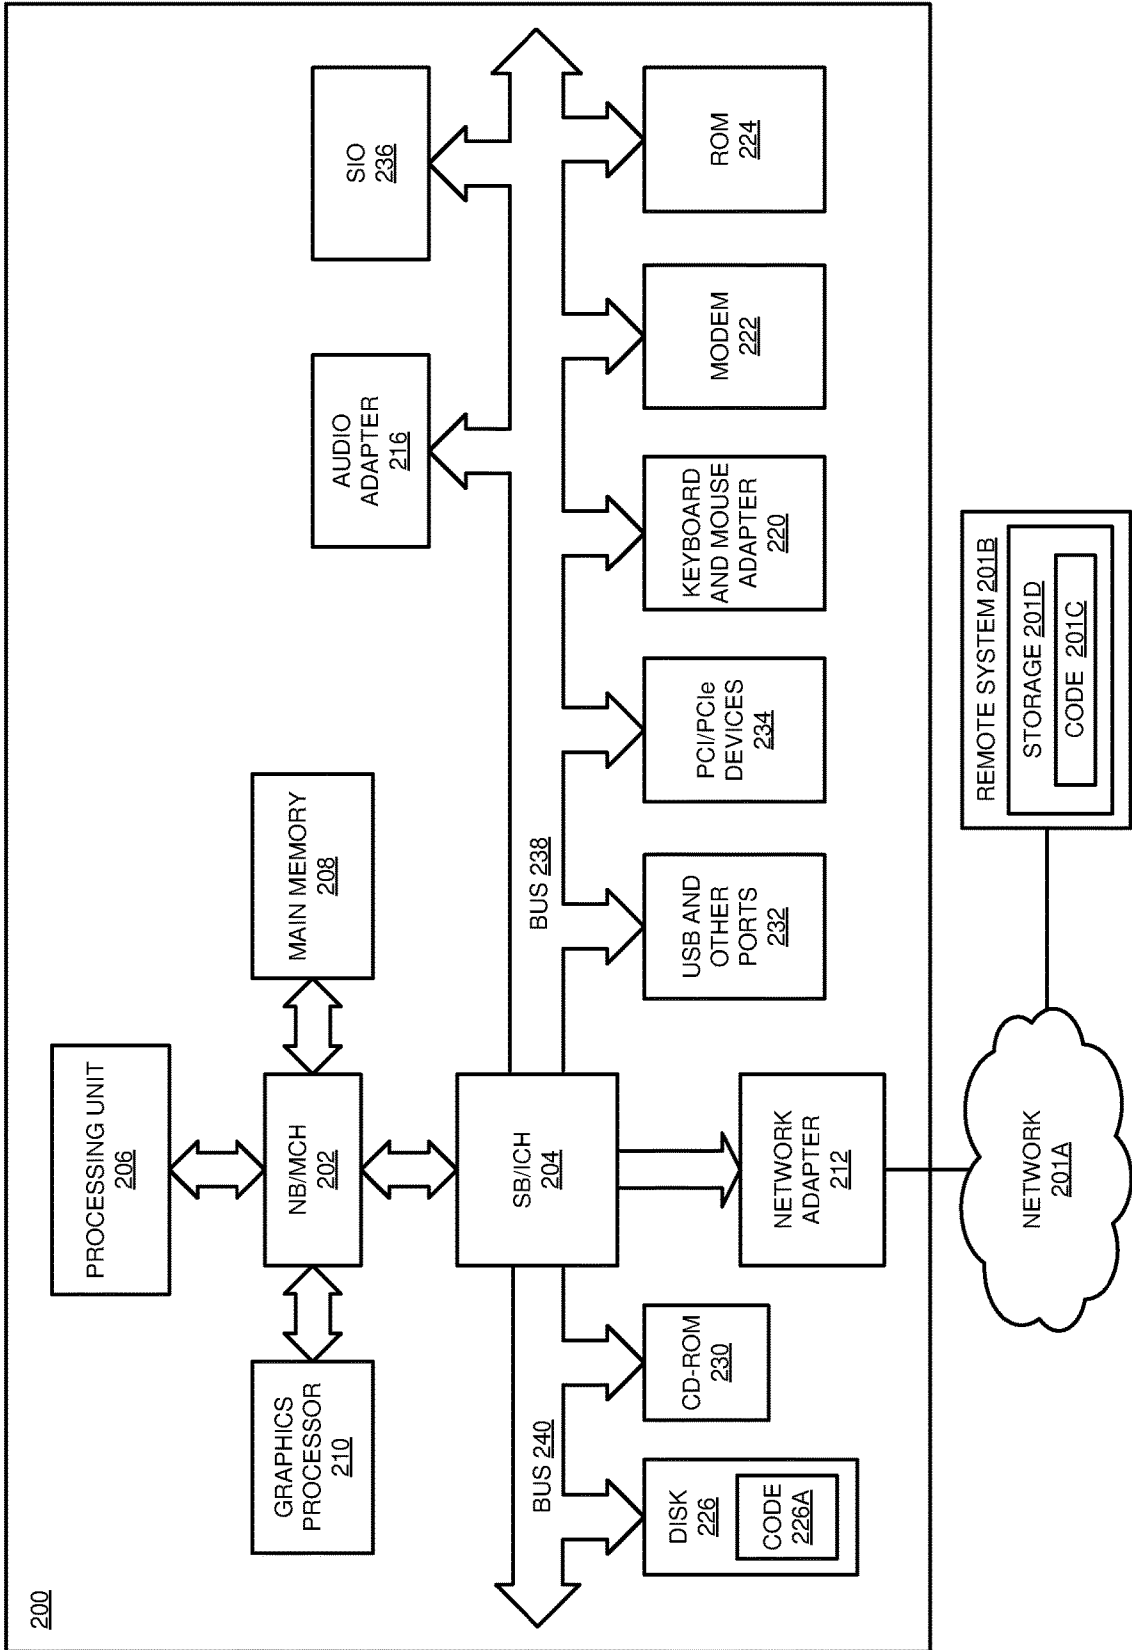 200
PROCESSING UNIT
206
GRAPHICS
PROCESSOR
210
NB/MCH
202
MAIN MEMORY
208
AUDIO
ADAPTER
216
SIO
236
BUS 240
SB/ICH
204
BUS 238
DISK
226
CODE
226A
CD-ROM
230
NETWORK
ADAPTER
212
USB AND
OTHER
PORTS
232
PCI/PCIe
DEVICES
234
KEYBOARD
AND MOUSE
ADAPTER
220
MODEM
222
ROM
224
NETWORK
201A
REMOTE SYSTEM 201B
STORAGE 201D
CODE 201C